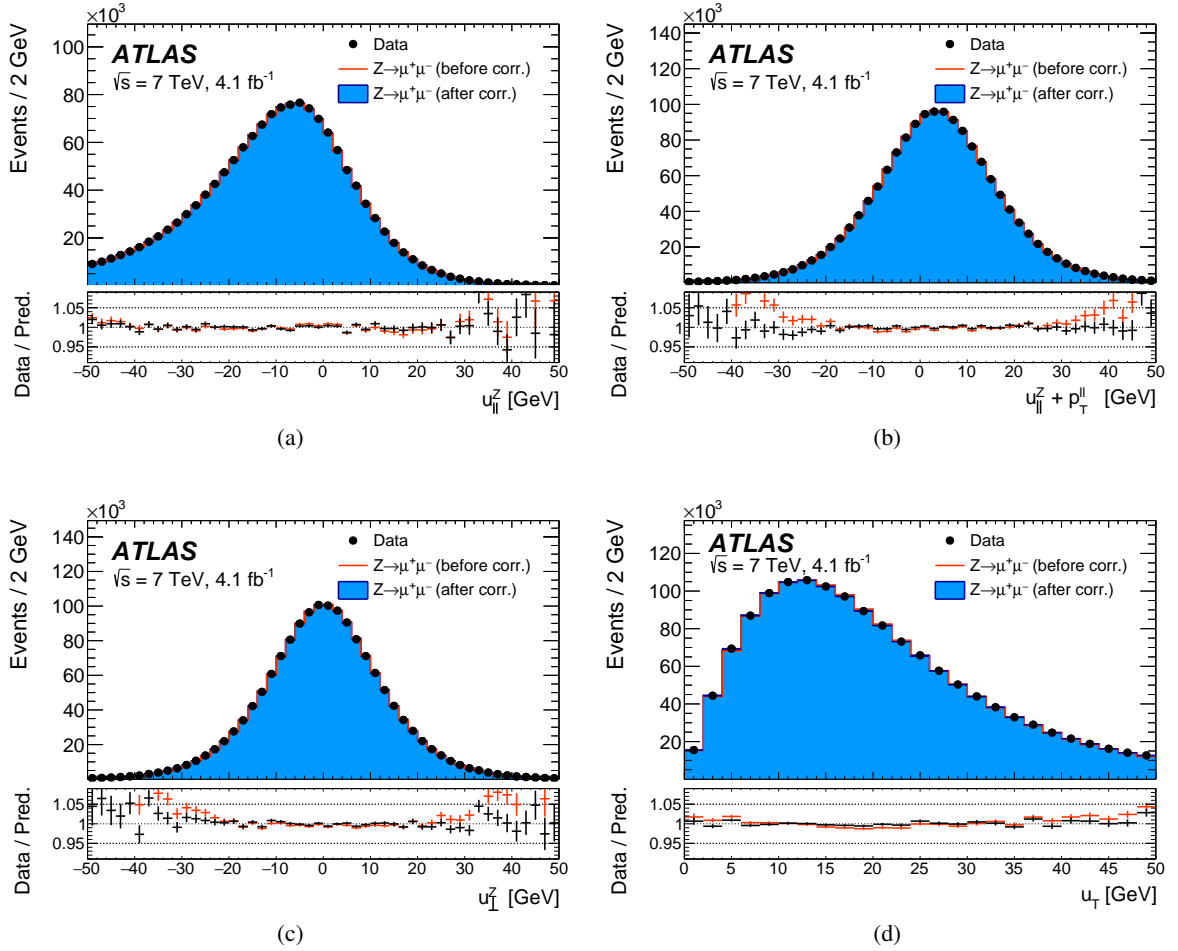 ×10³
Events / 2 GeV
100
80
60
40
20
ATLAS
√s = 7 TeV, 4.1 fb⁻¹
Data
Z→μ⁺μ⁻ (before corr.)
Z→μ⁺μ⁻ (after corr.)
Data / Pred.
1.05
1
0.95
−50 −40 −30 −20 −10 0 10 20 30 40 50
u∥ᶻ [GeV]
(a)
×10³
Events / 2 GeV
140
120
100
80
60
40
20
ATLAS
√s = 7 TeV, 4.1 fb⁻¹
Data
Z→μ⁺μ⁻ (before corr.)
Z→μ⁺μ⁻ (after corr.)
Data / Pred.
1.05
1
0.95
−50 −40 −30 −20 −10 0 10 20 30 40 50
u∥ᶻ + p_T^ll [GeV]
(b)
×10³
Events / 2 GeV
140
120
100
80
60
40
20
ATLAS
√s = 7 TeV, 4.1 fb⁻¹
Data
Z→μ⁺μ⁻ (before corr.)
Z→μ⁺μ⁻ (after corr.)
Data / Pred.
1.05
1
0.95
−50 −40 −30 −20 −10 0 10 20 30 40 50
u⊥ᶻ [GeV]
(c)
×10³
Events / 2 GeV
120
100
80
60
40
20
ATLAS
√s = 7 TeV, 4.1 fb⁻¹
Data
Z→μ⁺μ⁻ (before corr.)
Z→μ⁺μ⁻ (after corr.)
Data / Pred.
1.05
1
0.95
0 5 10 15 20 25 30 35 40 45 50
u_T [GeV]
(d)